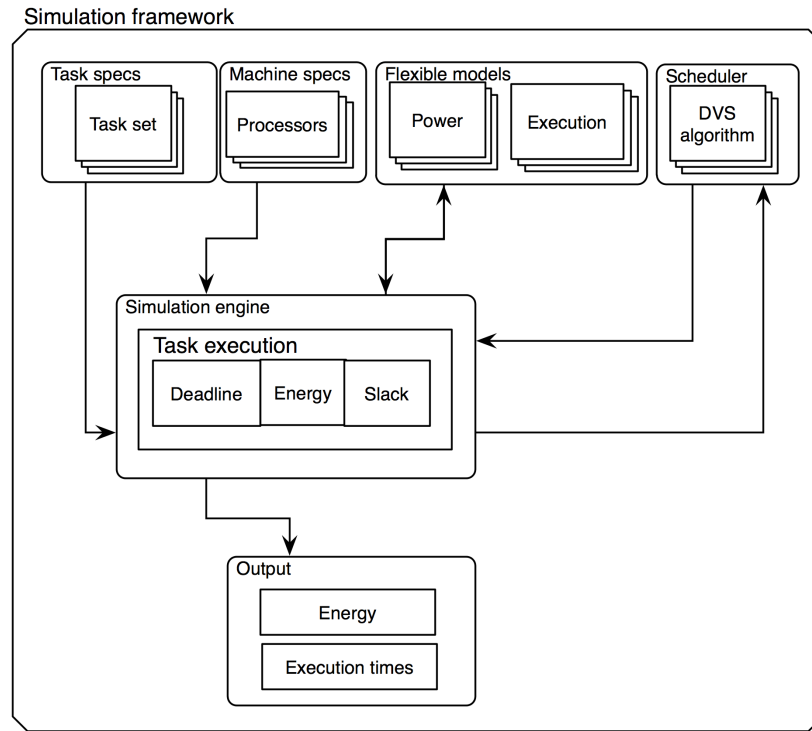 Simulation framework
Task specs
Task set
Machine specs
Processors
Flexible models
Power
Execution
Scheduler
DVS
algorithm
Simulation engine
Task execution
Deadline
Energy
Slack
Output
Energy
Execution times